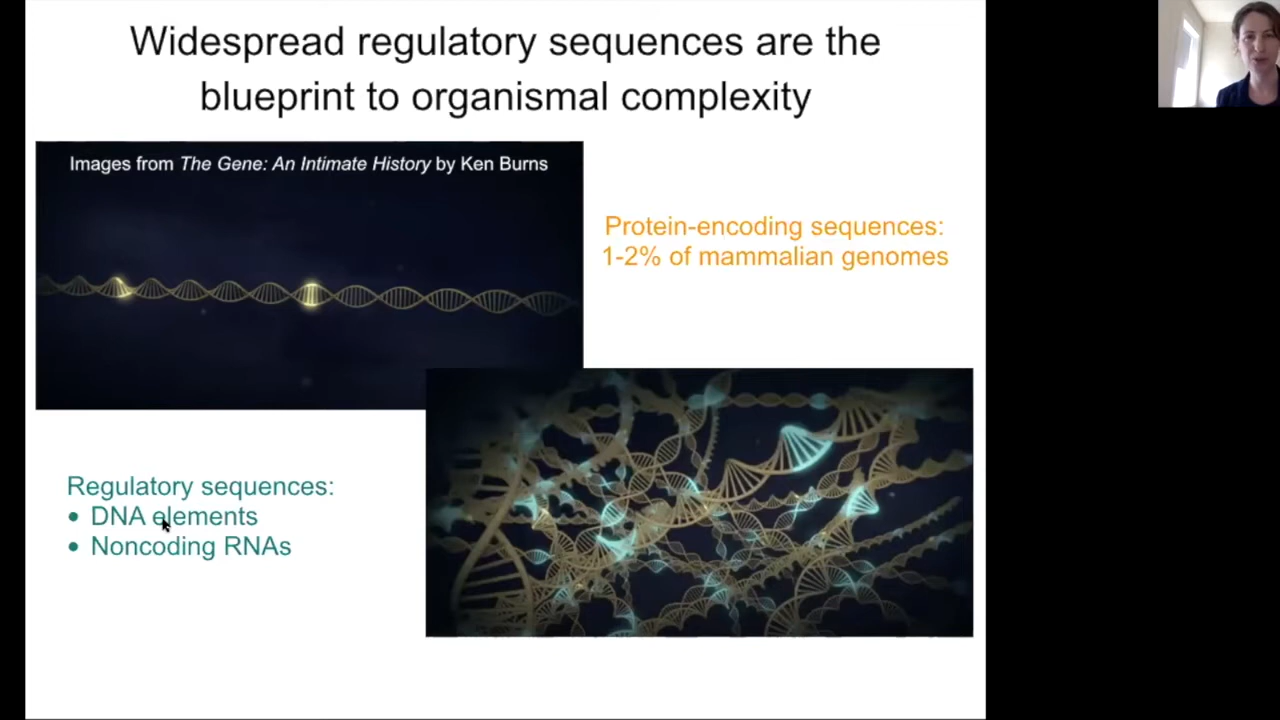 Widespread regulatory sequences are the
blueprint to organismal complexity
Images from The Gene: An Intimate History by Ken Burns
Protein-encoding sequences:
1-2% of mammalian genomes
Regulatory sequences:
• DNA elements
• Noncoding RNAs